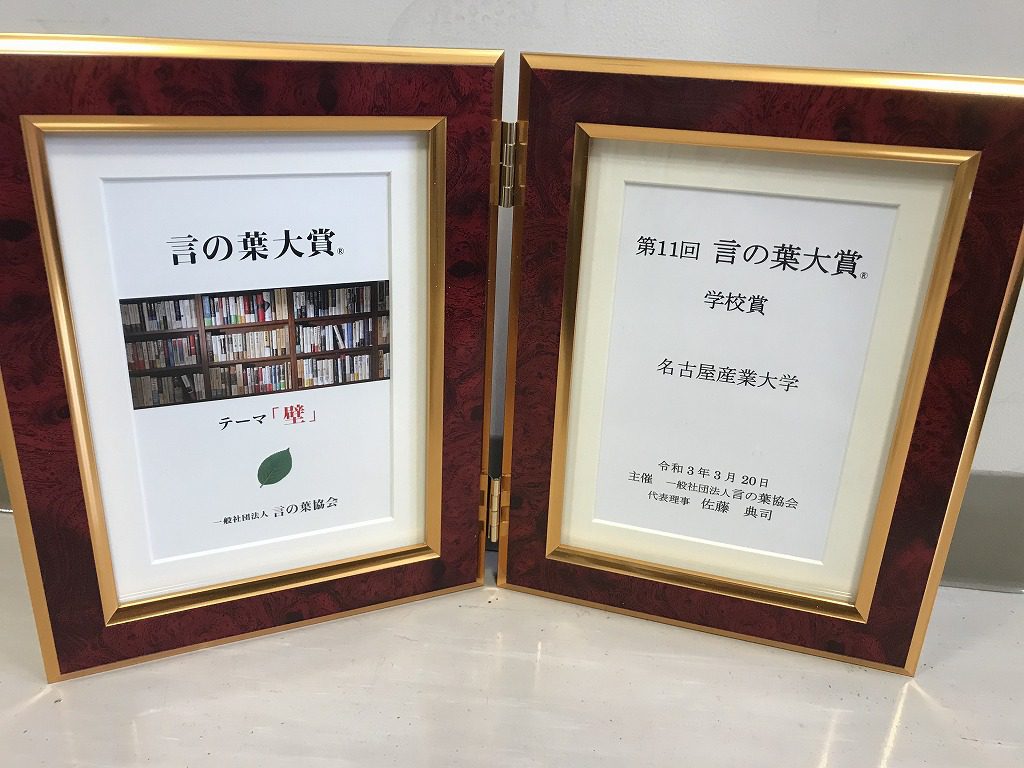 言の葉大賞®
テーマ「壁」
一般社団法人 言の葉協会
第11回 言の葉大賞®
学校賞
名古屋産業大学
令和3年3月20日
主催 一般社団法人言の葉協会
代表理事 佐藤 典司